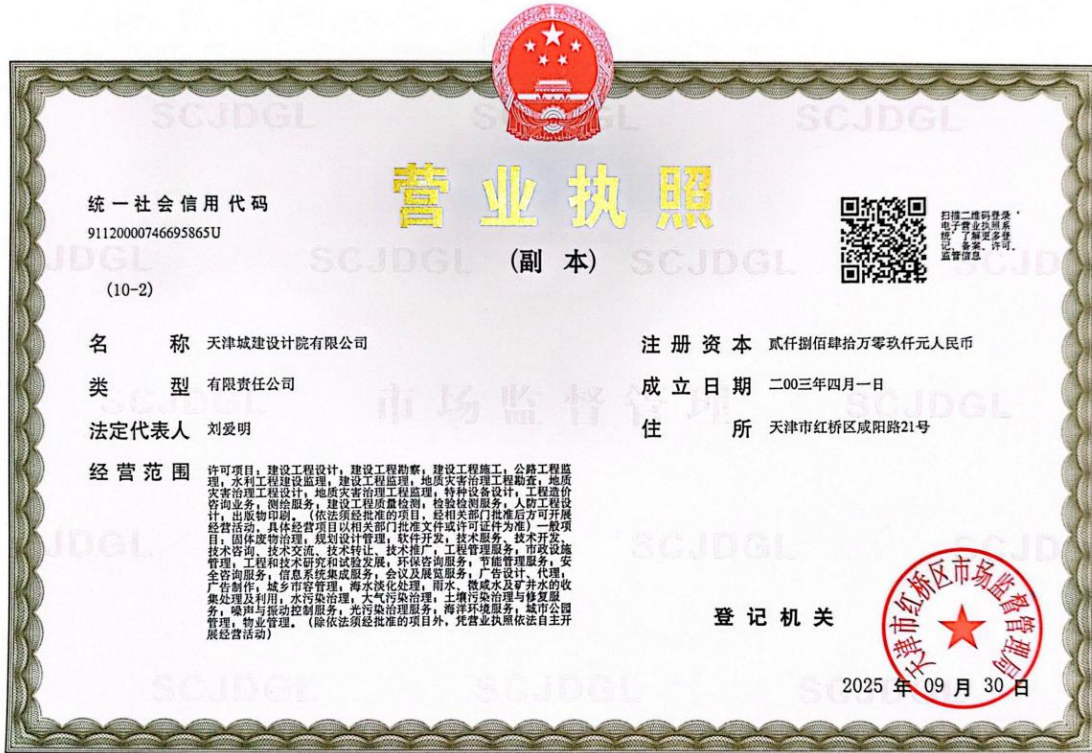 营业执照
(副 本)
统一社会信用代码
91120000746695865U
(10-2)
扫描二维码登录‘
电子营业执照系
统’了解更多登
记、备案、许可、
监管信息
名 称 天津城建设计院有限公司
类 型 有限责任公司
法定代表人 刘爱明
经营范围 许可项目：建设工程设计；建设工程勘察；建设工程施工；公路工程监
理；水利工程建设监理；建设工程监理；地质灾害治理工程勘查；地质
灾害治理工程设计；地质灾害治理工程监理；特种设备设计；工程造价
咨询业务；测绘服务；建设工程质量检测；检验检测服务；人防工程设
计；出版物印刷。（依法须经批准的项目，经相关部门批准后方可开展
经营活动，具体经营项目以相关部门批准文件或许可证件为准）一般项
目：固体废物治理；规划设计管理；软件开发；技术服务、技术开发、
技术咨询、技术交流、技术转让、技术推广；工程管理服务；市政设施
管理；工程和技术研究和试验发展；环保咨询服务；节能管理服务；安
全咨询服务；信息系统集成服务；会议及展览服务；广告设计、代理；
广告制作；城乡市容管理；海水淡化处理；雨水、微咸水及矿井水的收
集处理及利用；水污染治理；大气污染治理；土壤污染治理与修复服
务；噪声与振动控制服务；光污染治理服务；海洋环境服务；城市公园
管理；物业管理。（除依法须经批准的项目外，凭营业执照依法自主开
展经营活动）
注册资本 贰仟捌佰肆拾万零玖仟元人民币
成立日期 二00三年四月一日
住 所 天津市红桥区咸阳路21号
登记机关
天津市红桥区市场监督管理局
2025 年 09 月 30 日
SCJDGL
市场监督管理